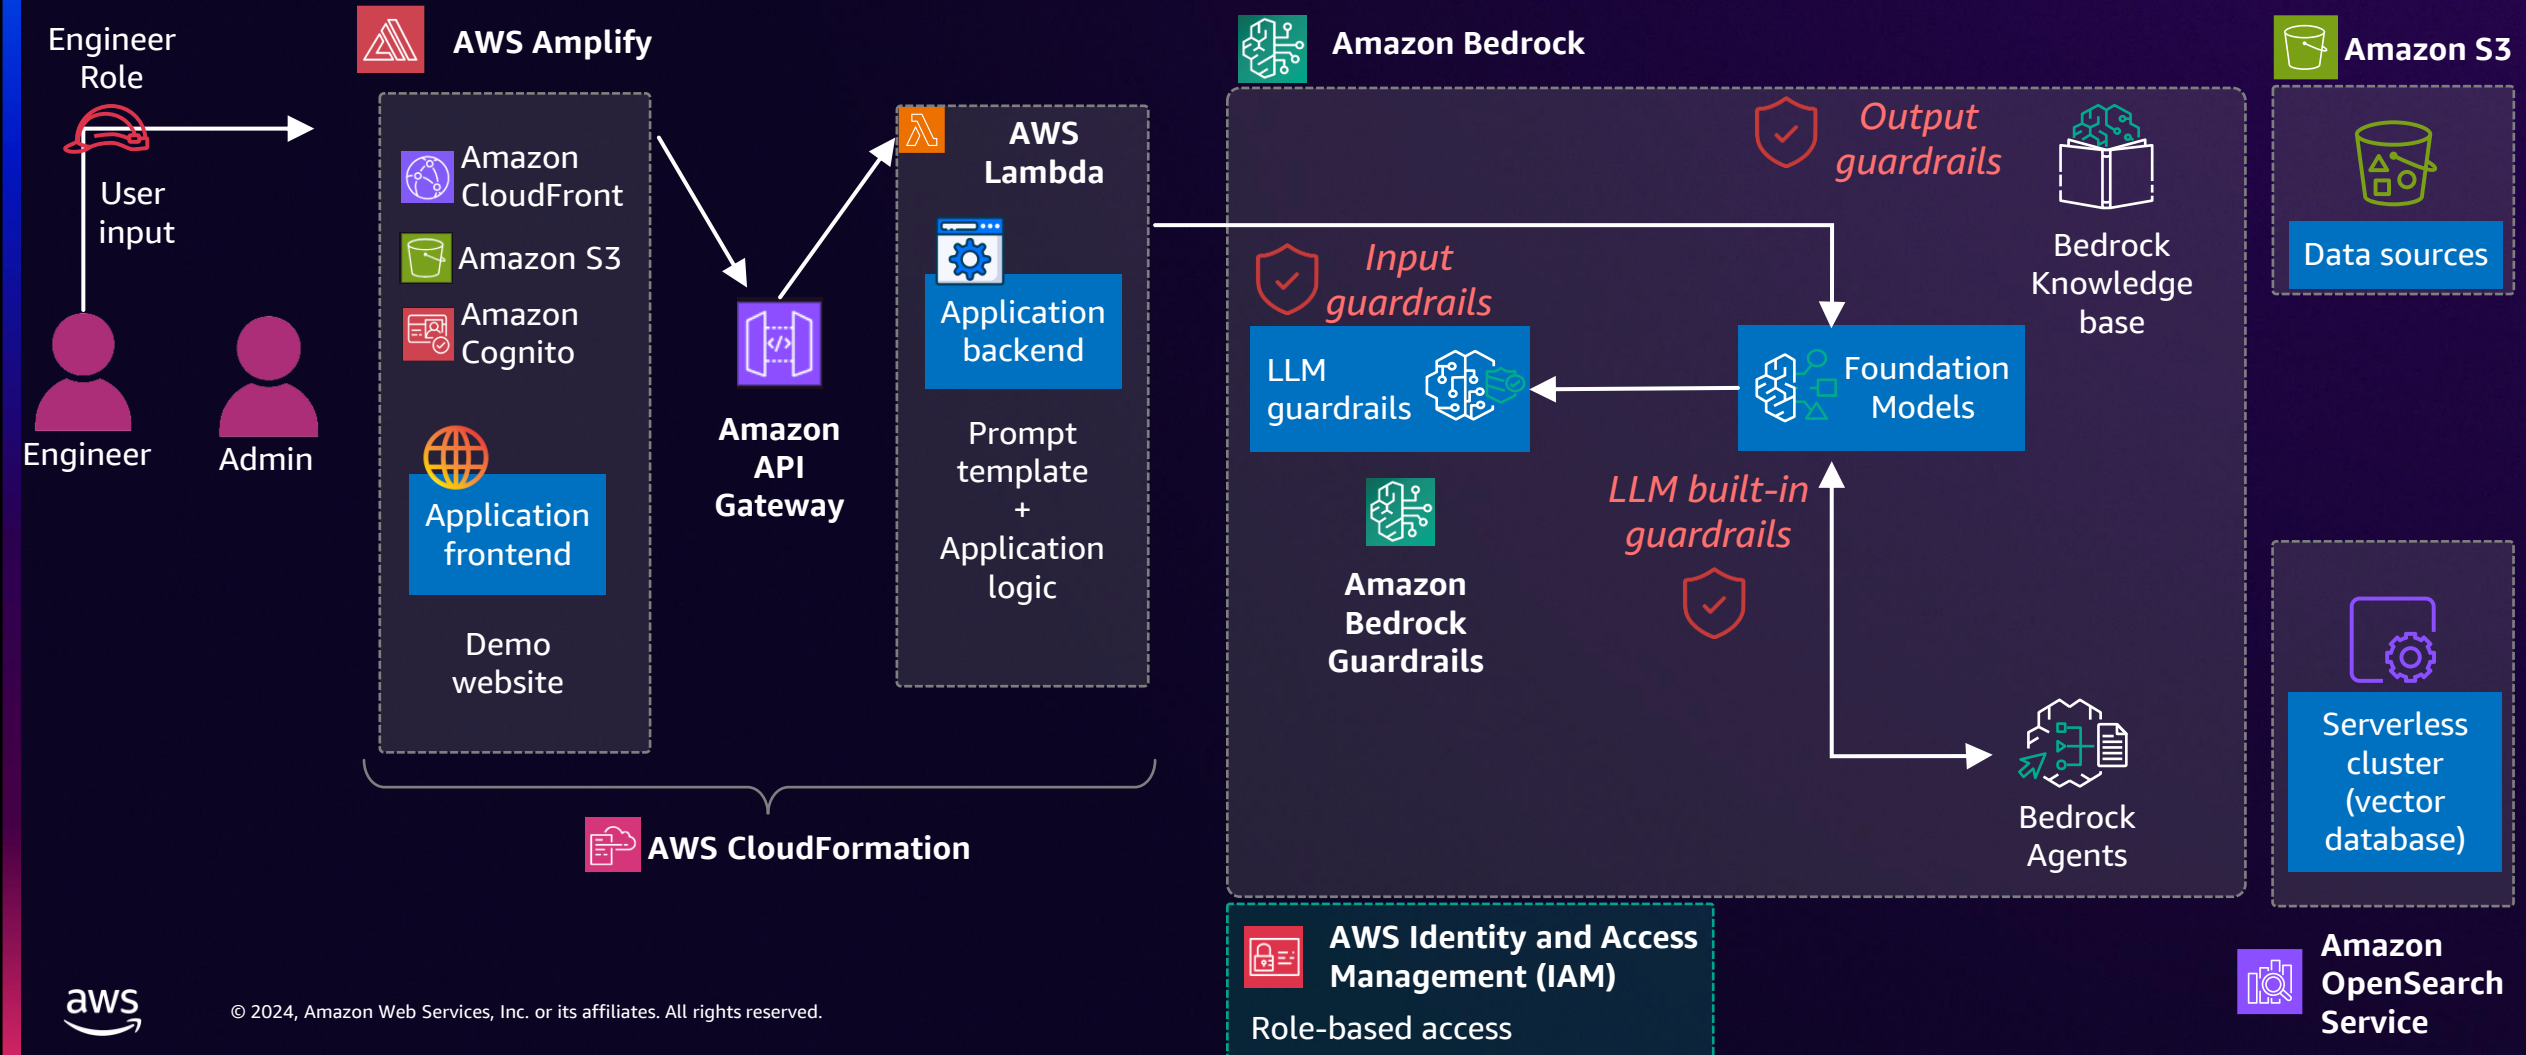 Engineer
Role
User
input
Engineer
Admin
AWS Amplify
Amazon
CloudFront
Amazon S3
Amazon
Cognito
Application
frontend
Demo
website
Amazon
API
Gateway
AWS
Lambda
Application
backend
Prompt
template
+
Application
logic
AWS CloudFormation
Amazon Bedrock
Output
guardrails
Input
guardrails
LLM
guardrails
Foundation
Models
LLM built-in
guardrails
Amazon
Bedrock
Guardrails
Bedrock
Knowledge
base
Bedrock
Agents
Amazon S3
Data sources
Serverless
cluster
(vector
database)
Amazon
OpenSearch
Service
AWS Identity and Access
Management (IAM)
Role-based access
aws
© 2024, Amazon Web Services, Inc. or its affiliates. All rights reserved.